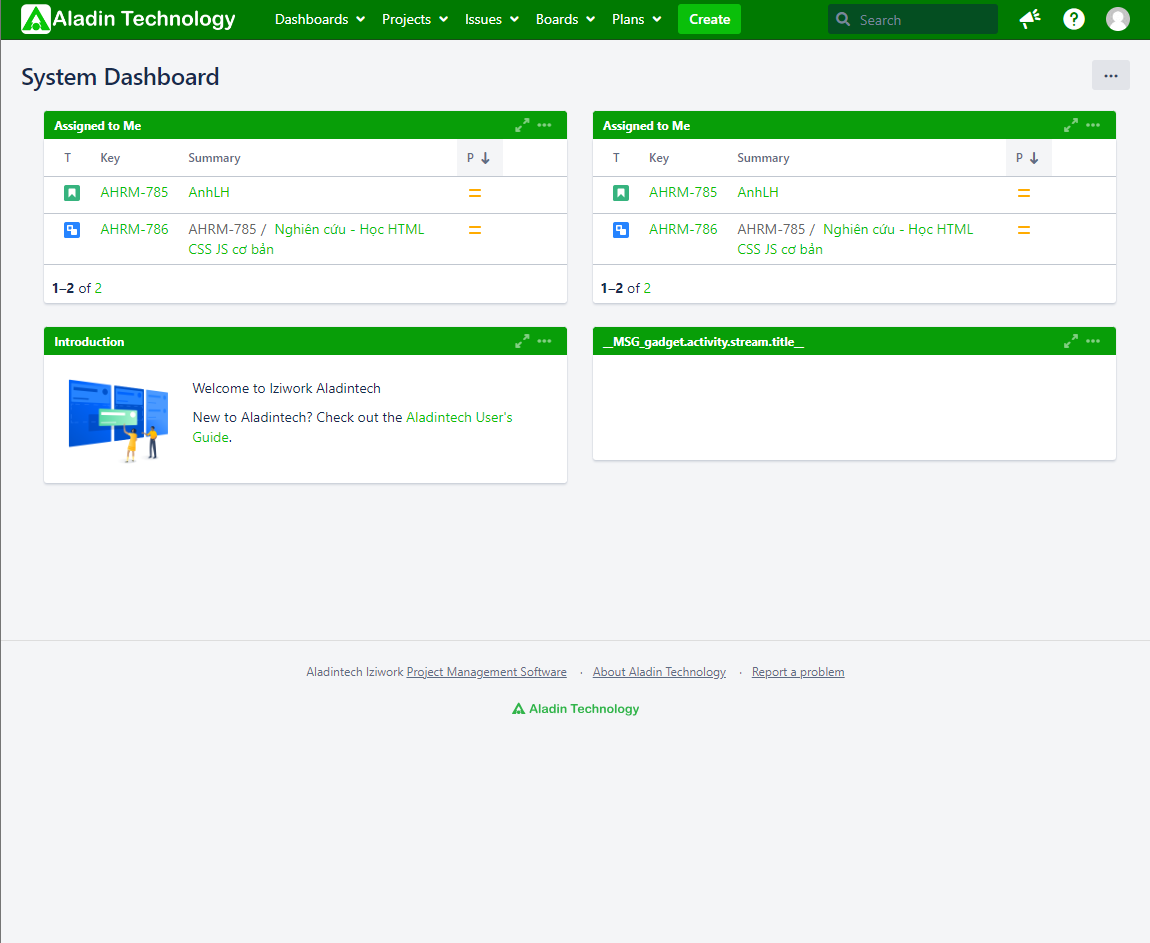 Aladin Technology Dashboards Projects Issues Boards Plans Create Search
System Dashboard
Assigned to Me
T Key Summary P
AHRM-785 AnhLH
AHRM-786 AHRM-785 / Nghiên cứu - Học HTML
CSS JS cơ bản
1–2 of 2
Assigned to Me
T Key Summary P
AHRM-785 AnhLH
AHRM-786 AHRM-785 / Nghiên cứu - Học HTML
CSS JS cơ bản
1–2 of 2
Introduction
Welcome to Iziwork Aladintech
New to Aladintech? Check out the Aladintech User's
Guide.
__MSG_gadget.activity.stream.title__
Aladintech Iziwork Project Management Software · About Aladin Technology · Report a problem
Aladin Technology